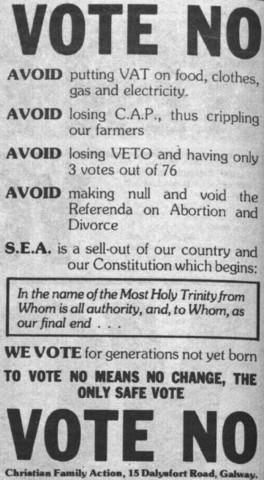 VOTE NO
AVOID putting VAT on food, clothes,
gas and electricity.
AVOID losing C.A.P., thus crippling
our farmers
AVOID losing VETO and having only
3 votes out of 76
AVOID making null and void the
Referenda on Abortion and
Divorce
S.E.A. is a sell-out of our country and
our Constitution which begins:
In the name of the Most Holy Trinity from
Whom is all authority, and, to Whom, as
our final end . . .
WE VOTE for generations not yet born
TO VOTE NO MEANS NO CHANGE, THE
ONLY SAFE VOTE
VOTE NO
Christian Family Action, 15 Dalysfort Road, Galway.